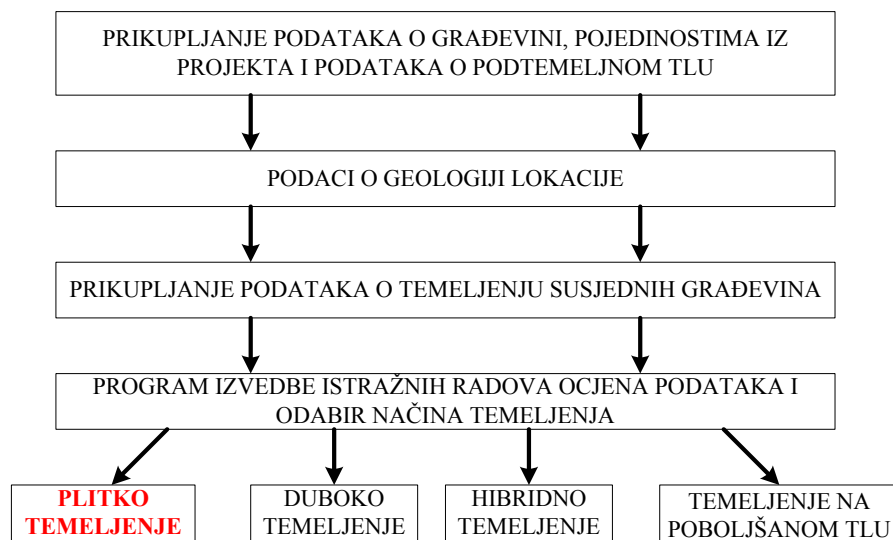 PRIKUPLJANJE PODATAKA O GRAĐEVINI, POJEDINOSTIMA IZ
PROJEKTA I PODATAKA O PODTEMELJNOM TLU
PODACI O GEOLOGIJI LOKACIJE
PRIKUPLJANJE PODATAKA O TEMELJENJU SUSJEDNIH GRAĐEVINA
PROGRAM IZVEDBE ISTRAŽNIH RADOVA OCJENA PODATAKA I
ODABIR NAČINA TEMELJENJA
PLITKO
TEMELJENJE
DUBOKO
TEMELJENJE
HIBRIDNO
TEMELJENJE
TEMELJENJE NA
POBOLJŠANOM TLU